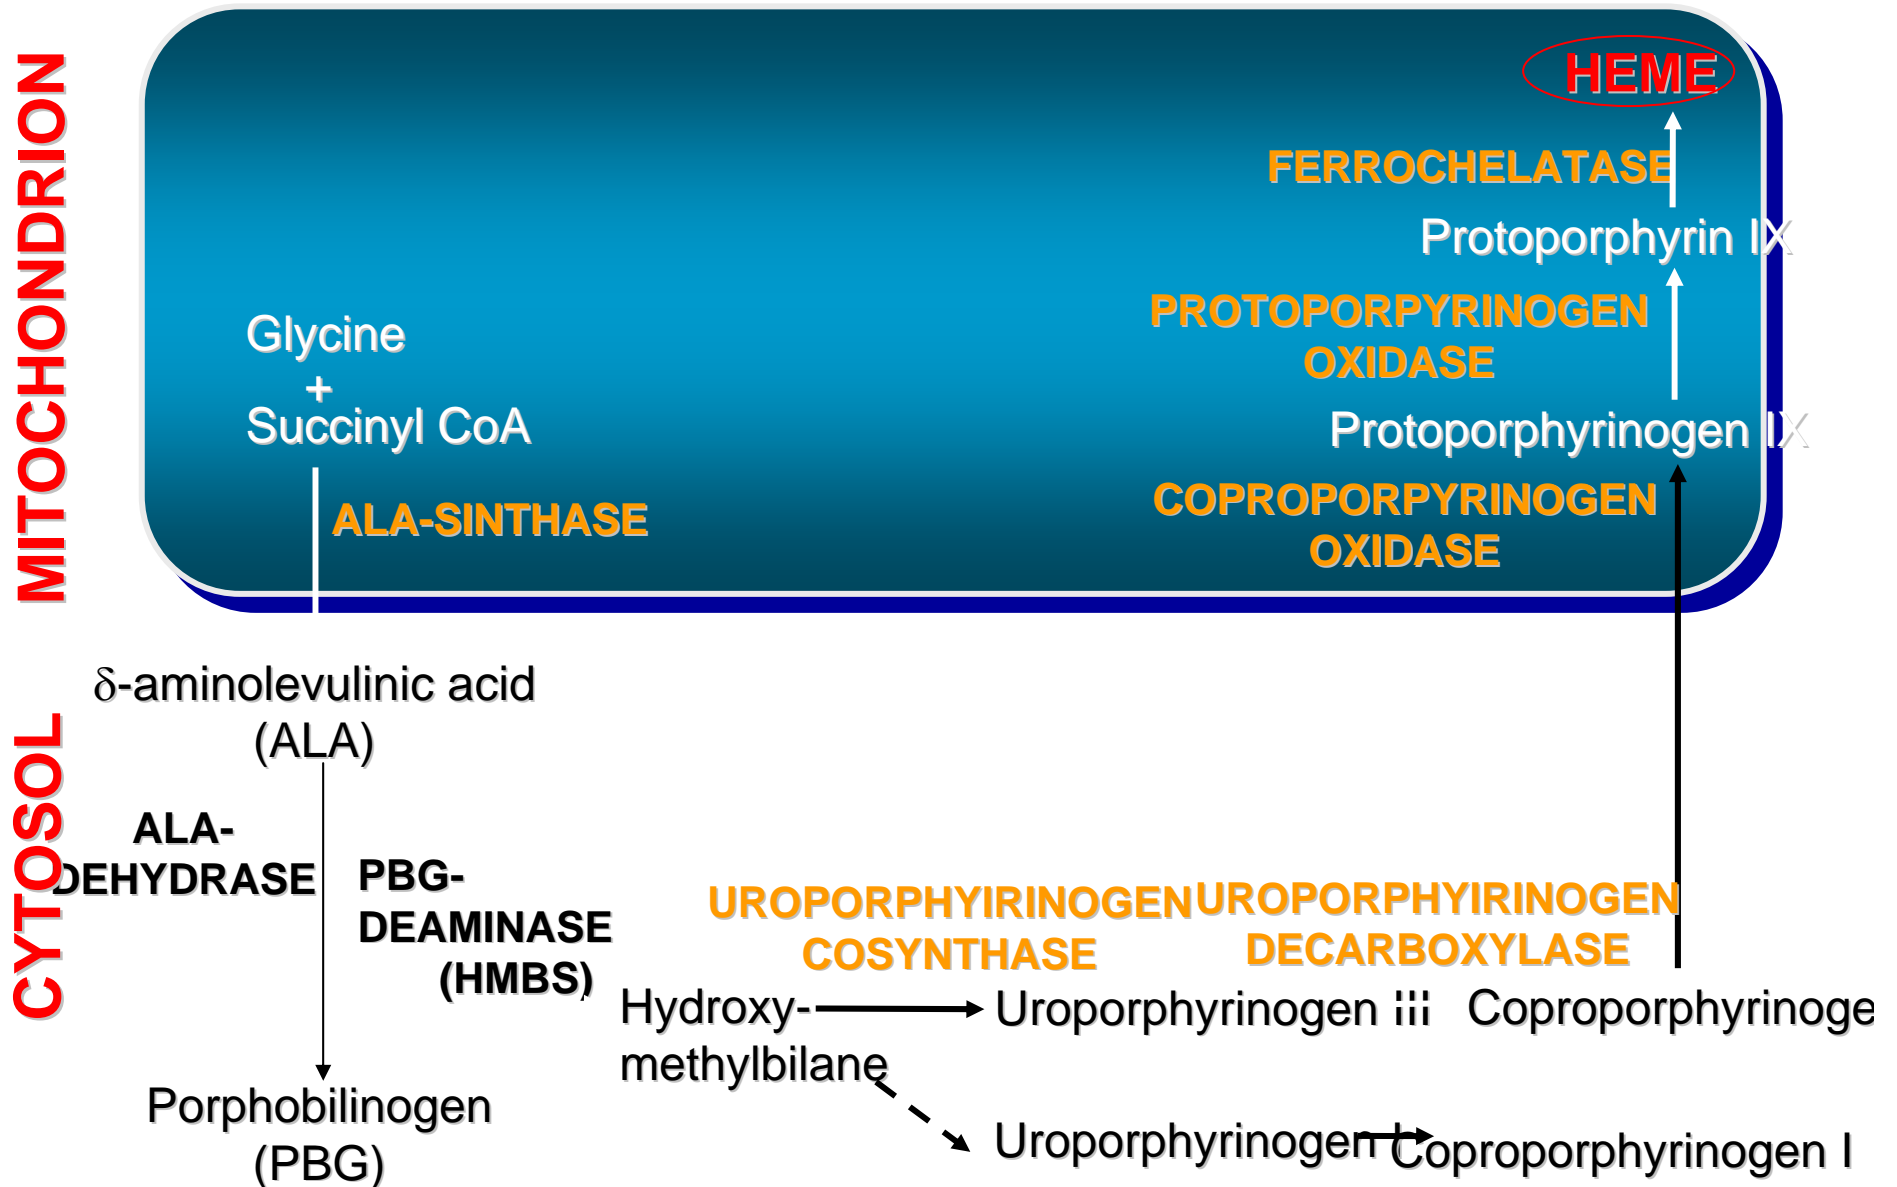 MITOCHONDRION
HEME
FERROCHELATASE
Protoporphyrin IX
PROTOPORPYRINOGEN
OXIDASE
Glycine
+
Succinyl CoA
Protoporphyrinogen IX
ALA-SINTHASE
COPROPORPYRINOGEN
OXIDASE
CYTOSOL
δ-aminolevulinic acid
(ALA)
ALA-
DEHYDRASE
PBG-
DEAMINASE
(HMBS)
UROPORPHYIRINOGEN
COSYNTHASE
UROPORPHYIRINOGEN
DECARBOXYLASE
Hydroxy-
methylbilane
Uroporphyrinogen iii
Coproporphyrinoge
Porphobilinogen
(PBG)
Uroporphyrinogen I
Coproporphyrinogen I